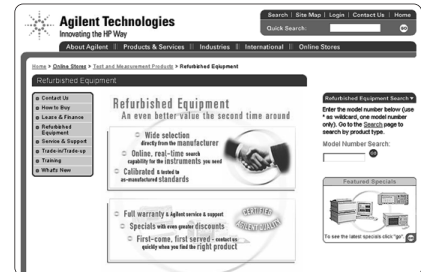 Agilent Technologies
Innovating the HP Way
Search | Site Map | Login | Contact Us | Home
Quick Search:
GO
About Agilent || Products & Services || Industries || International || Online Stores
Home > Online Stores > Test and Measurement Products > Refurbished Equipment
Refurbished Equipment
Contact Us
How to Buy
Lease & Finance
Refurbished
Equipment
Service & Support
Trade-in/Trade-up
Training
What's New
Refurbished Equipment
An even better value the second time around
Wide selection
directly from the manufacturer
Online, real-time search
capability for the instruments you need
Calibrated & tested to
as-manufactured standards
Full warranty & Agilent service & support
Specials with even greater discounts
First-come, first served - contact us
quickly when you find the right product
CERTIFIED
AGILENT QUALITY
Refurbished Equipment Search
Enter the model number below (use
* as wildcard, one model number
only). Go to the Search page to
search by product type.
Model Number Search:
GO
Featured Specials
To see the latest specials click "go".